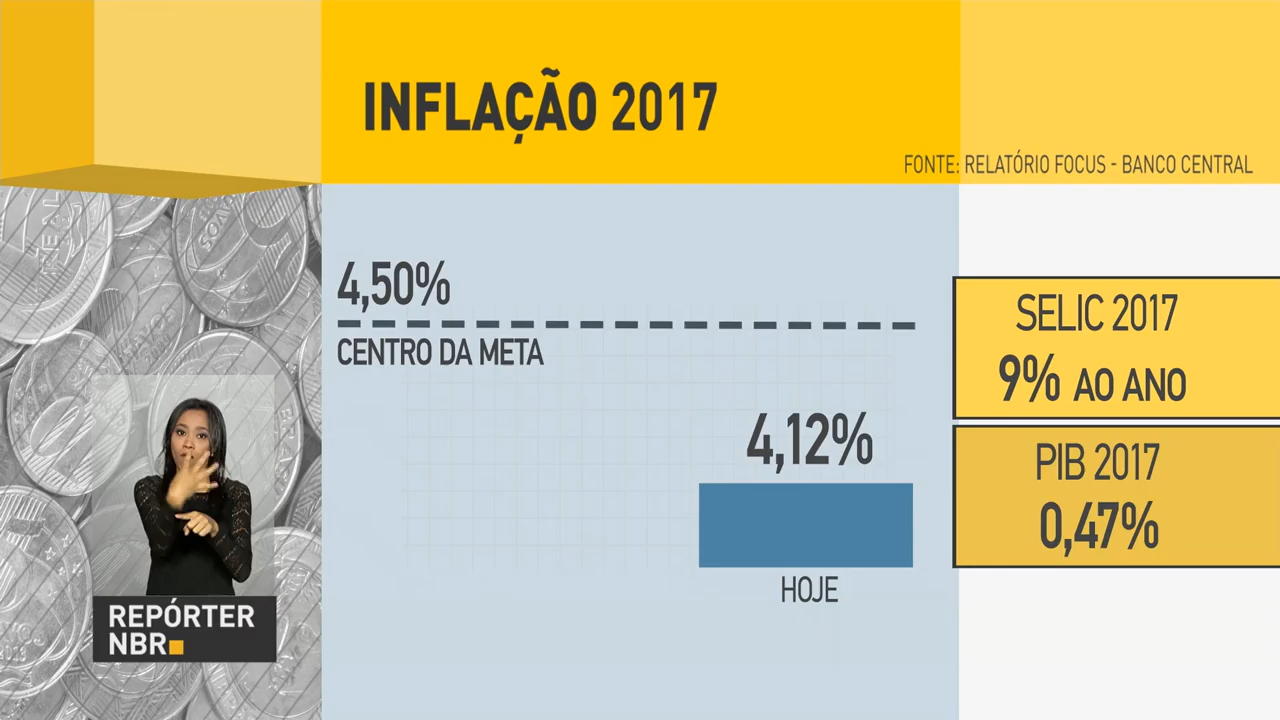 INFLAÇÃO 2017
FONTE: RELATÓRIO FOCUS - BANCO CENTRAL
4,50%
CENTRO DA META
4,12%
HOJE
SELIC 2017
9% AO ANO
PIB 2017
0,47%
REPÓRTER
NBR